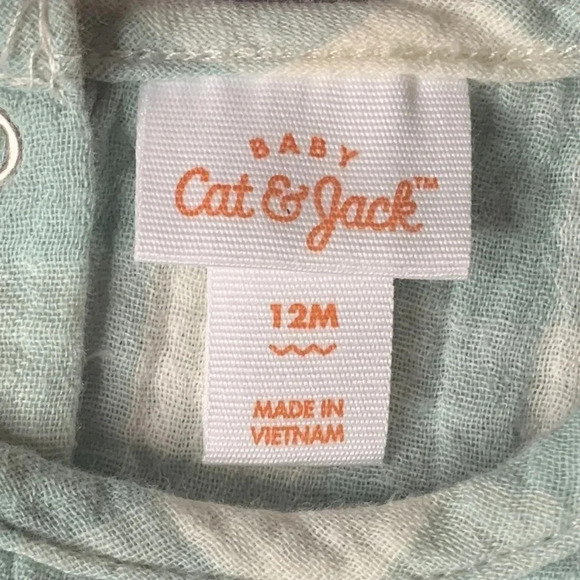 BABY
Cat & Jack™
12M
MADE IN
VIETNAM